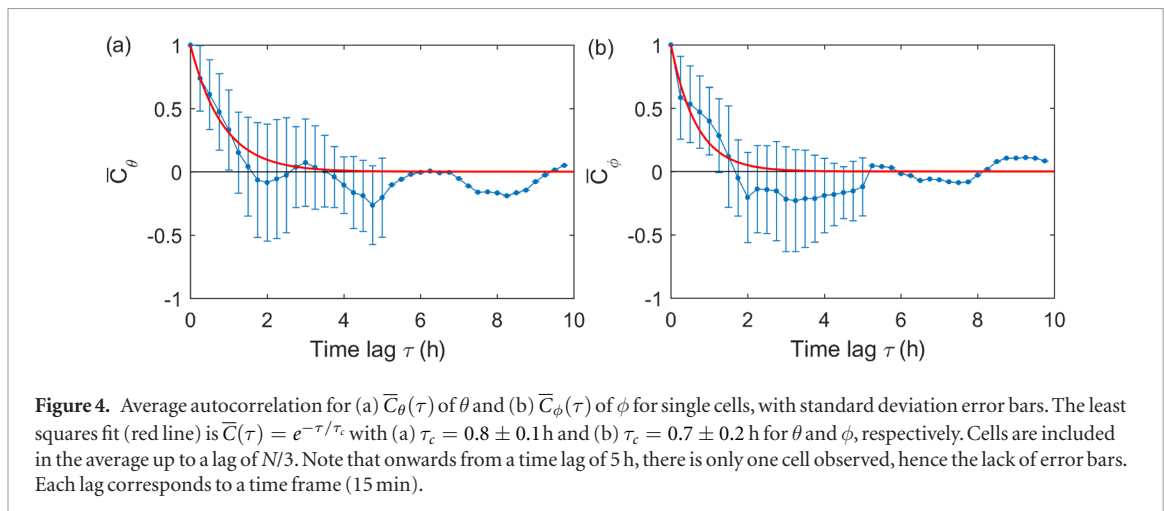 (a)
1
0.5
0
-0.5
-1
C̅θ
0 2 4 6 8 10
Time lag τ (h)
(b)
1
0.5
0
-0.5
-1
C̅ϕ
0 2 4 6 8 10
Time lag τ (h)
Figure 4. Average autocorrelation for (a) C̅θ(τ) of θ and (b) C̅ϕ(τ) of ϕ for single cells, with standard deviation error bars. The least
squares fit (red line) is C̅(τ) = e^{−τ/τc} with (a) τc = 0.8 ± 0.1 h and (b) τc = 0.7 ± 0.2 h for θ and ϕ, respectively. Cells are included
in the average up to a lag of N/3. Note that onwards from a time lag of 5 h, there is only one cell observed, hence the lack of error bars.
Each lag corresponds to a time frame (15 min).